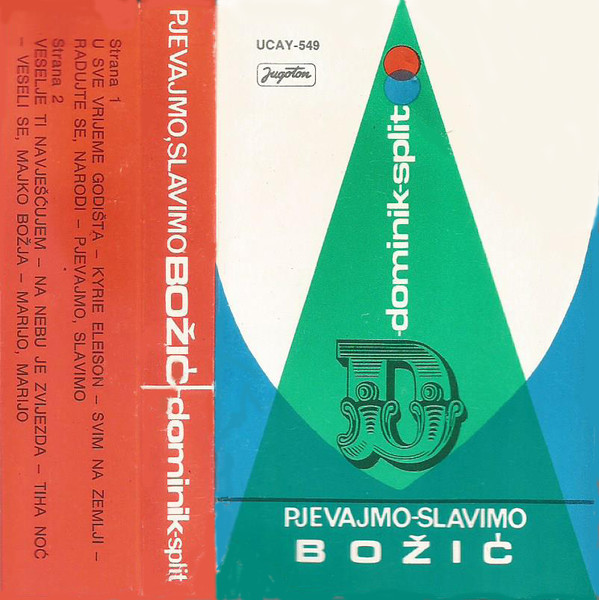 Strana 1
U SVE VRIJEME GODIŠTA – KYRIE ELEISON – SVIM NA ZEMLJI –
RADUJTE SE, NARODI – PJEVAJMO, SLAVIMO
Strana 2
VESELJE TI NAVJEŠĆUJEM – NA NEBU JE ZVIJEZDA – TIHA NOĆ
– VESELI SE, MAJKO BOŽJA – MARIJO, MARIJO
PJEVAJMO, SLAVIMO BOŽIĆ dominik-split
UCAY-549
Jugoton
dominik-split
D
PJEVAJMO-SLAVIMO
BOŽIĆ